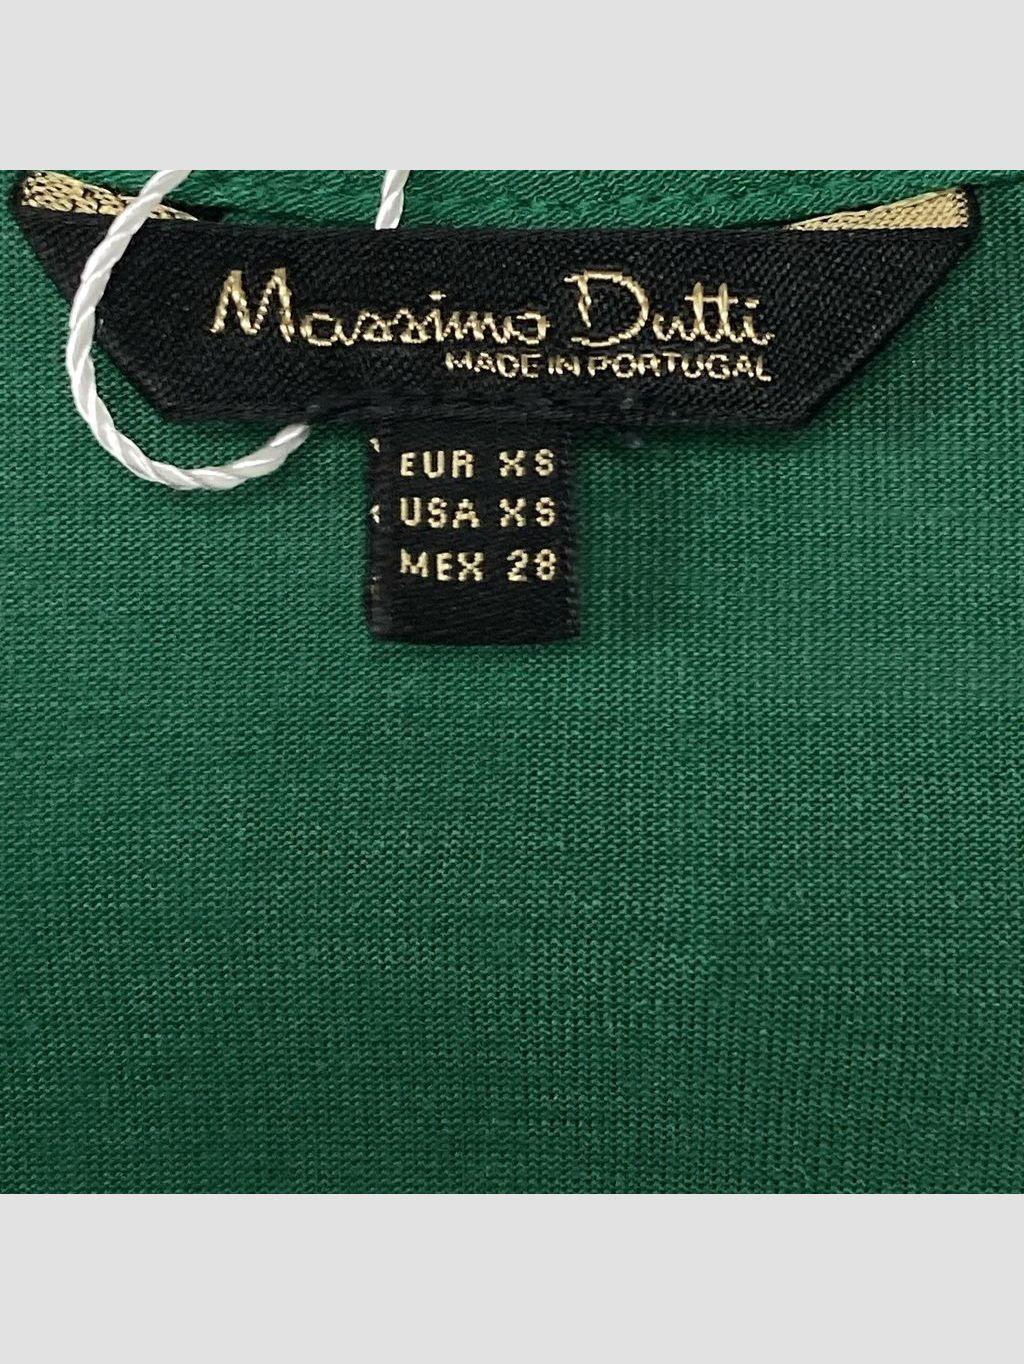 Massimo Dutti
MADE IN PORTUGAL
EUR XS
USA XS
MEX 28